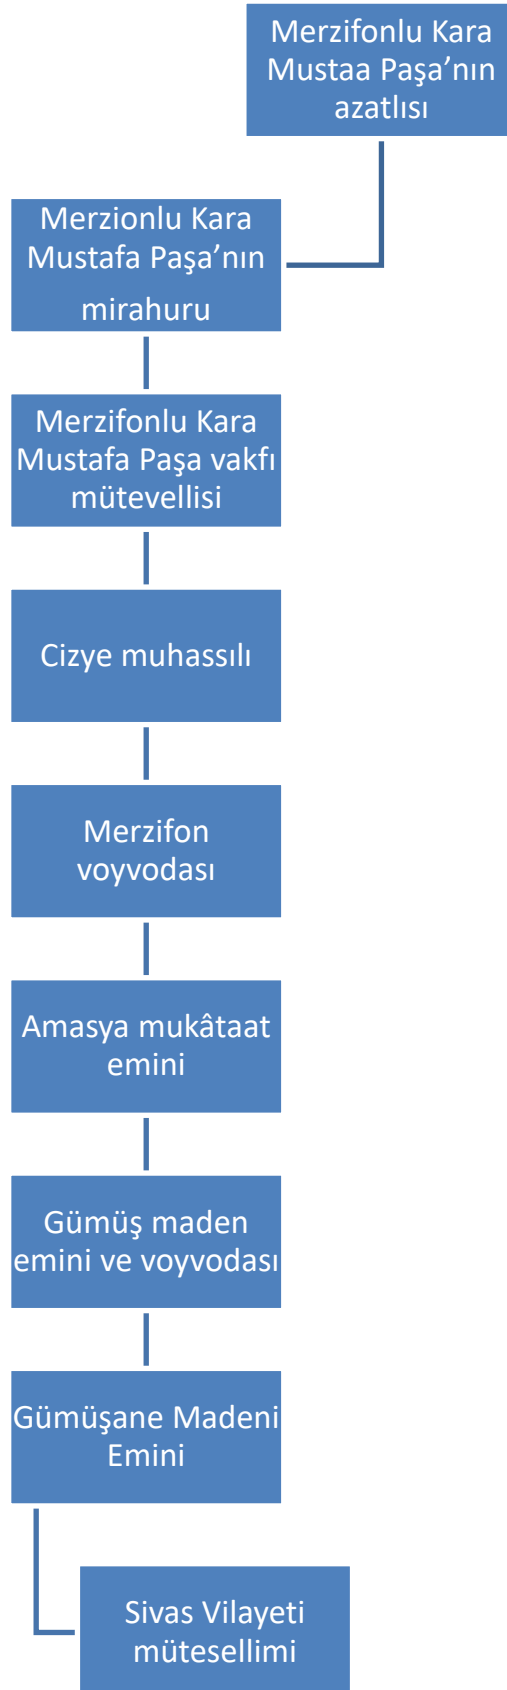 Merzifonlu Kara
Mustaa Paşa’nın
azatlısı
Merzionlu Kara
Mustafa Paşa’nın
mirahuru
Merzifonlu Kara
Mustafa Paşa vakfı
mütevellisi
Cizye muhassılı
Merzifon
voyvodası
Amasya mukâtaat
emini
Gümüş maden
emini ve voyvodası
Gümüşane Madeni
Emini
Sivas Vilayeti
mütesellimi